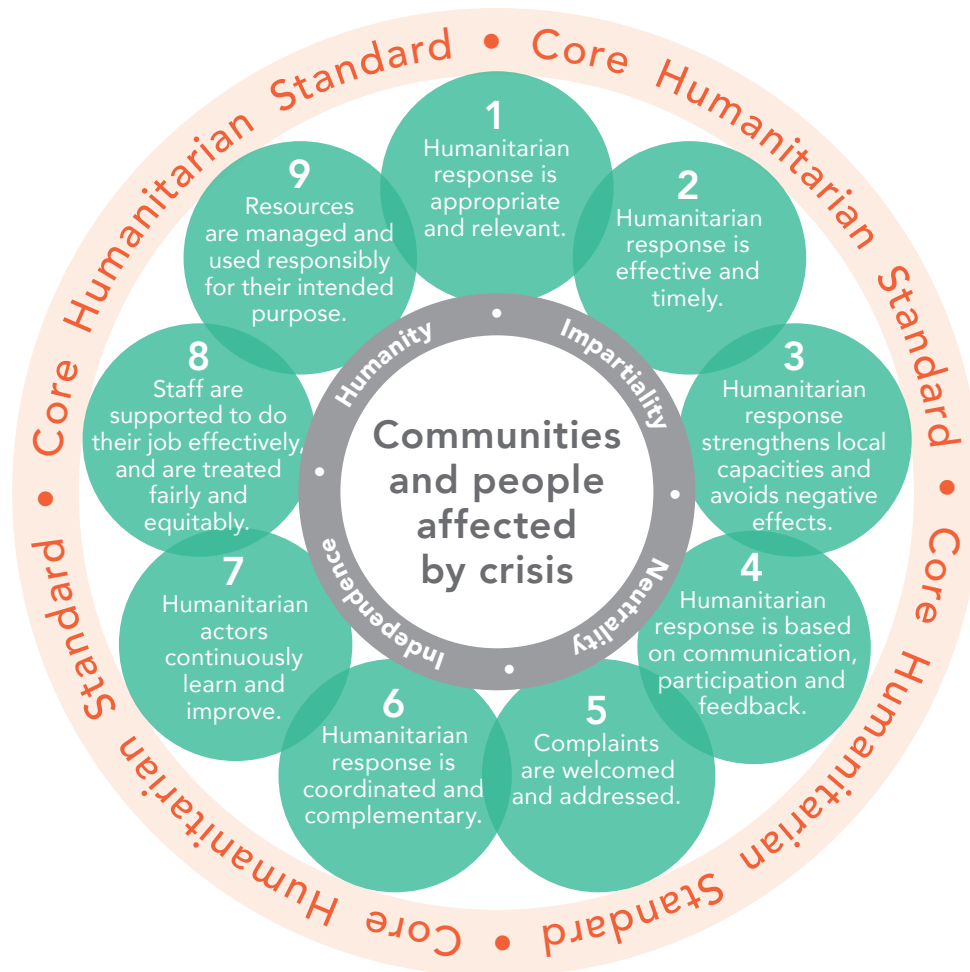 Core Humanitarian Standard • Core Humanitarian Standard • Core Humanitarian Standard • Core Humanitarian Standard •
1
Humanitarian
response is
appropriate
and relevant.
2
Humanitarian
response is
effective and
timely.
3
Humanitarian
response
strengthens local
capacities and
avoids negative
effects.
4
Humanitarian
response is based
on communication,
participation and
feedback.
5
Complaints
are welcomed
and addressed.
6
Humanitarian
response is
coordinated and
complementary.
7
Humanitarian
actors
continuously
learn and
improve.
8
Staff are
supported to do
their job effectively,
and are treated
fairly and
equitably.
9
Resources
are managed and
used responsibly
for their intended
purpose.
Humanity • Impartiality • Neutrality • Independence •
Communities
and people
affected
by crisis